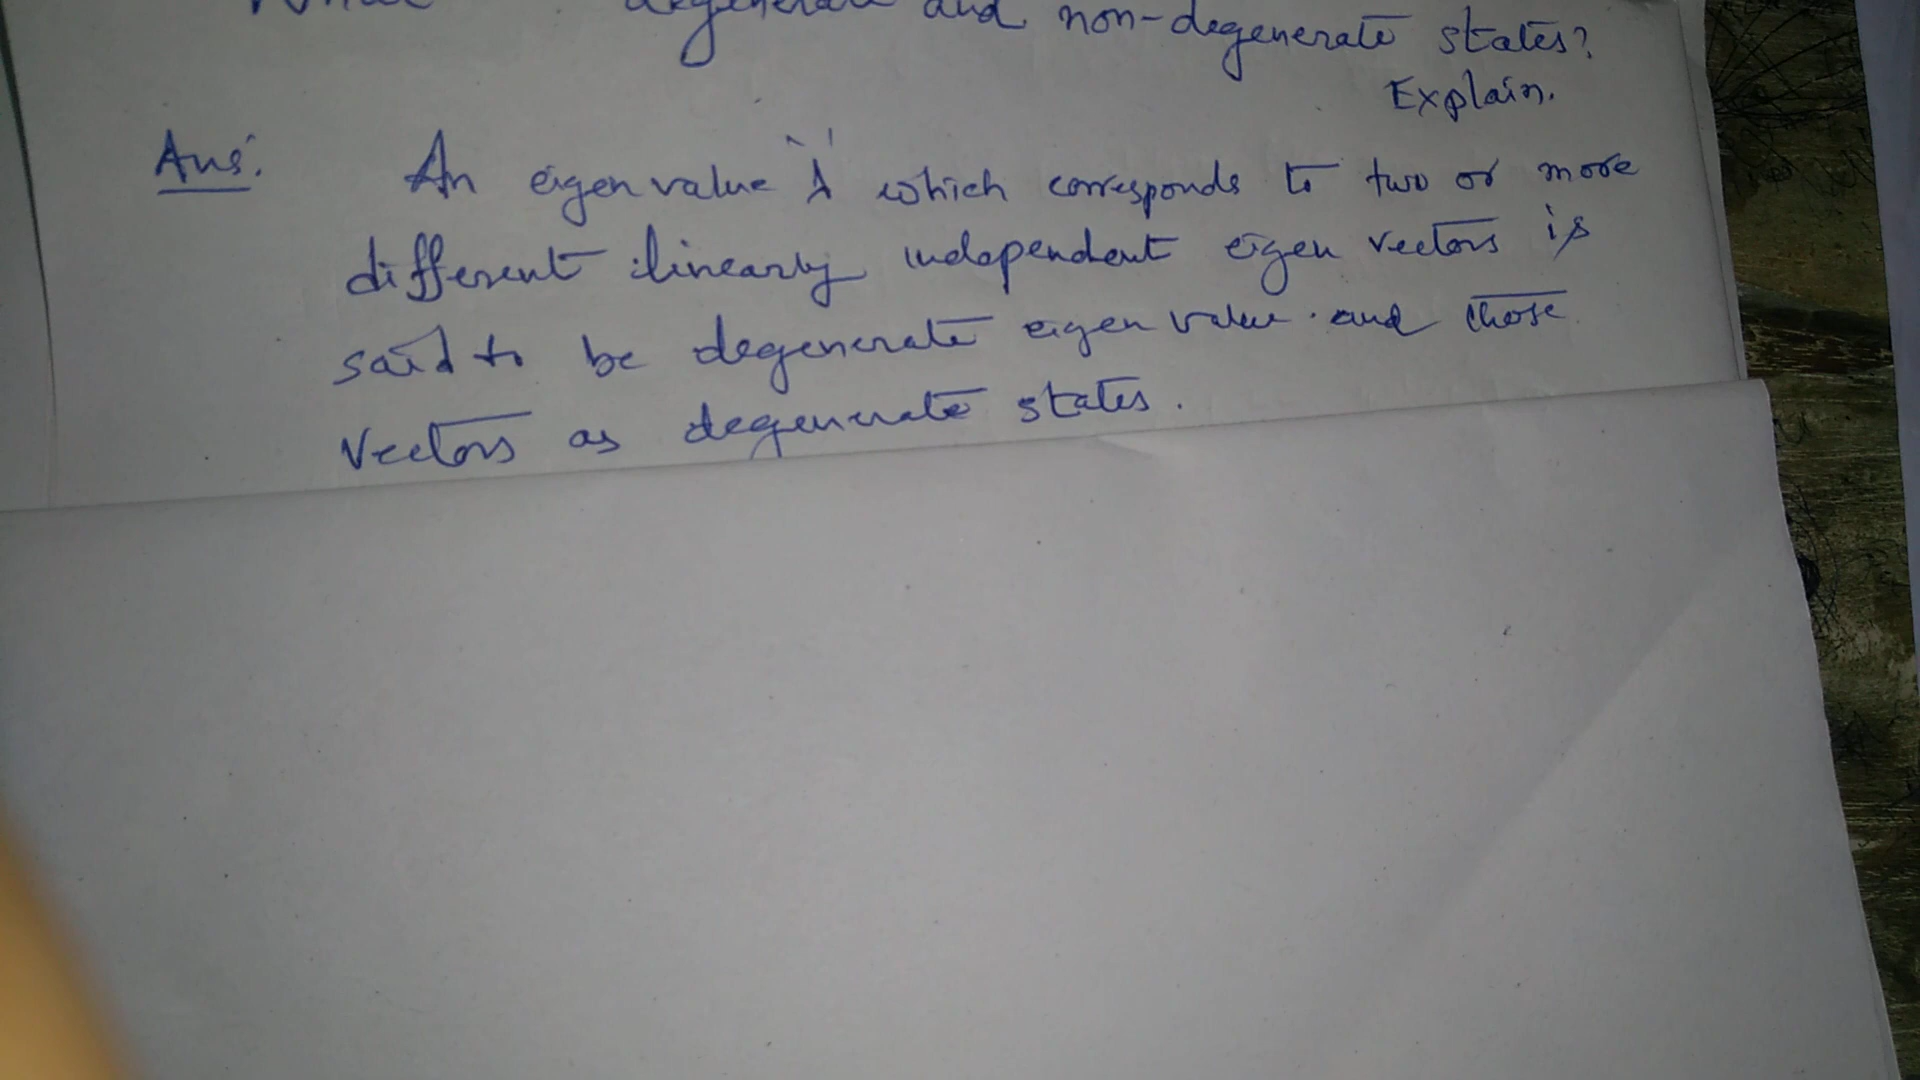 degenerate and non-degenerate states?
Explain.
Ans: An eigen value 'λ' which corresponds to two or more
different linearly independent eigen vectors is
said to be degenerate eigen value and those
vectors as degenerate states.